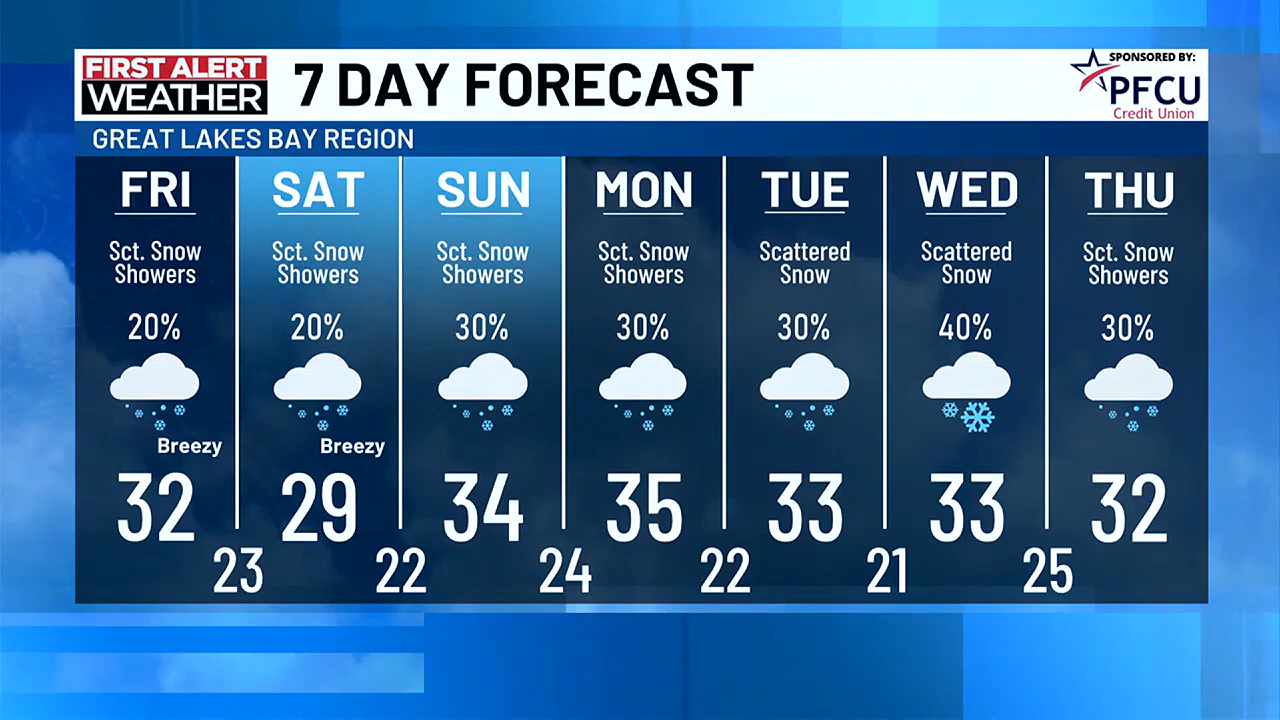 FIRST ALERT
WEATHER
7 DAY FORECAST
SPONSORED BY:
PFCU
Credit Union
GREAT LAKES BAY REGION
FRI
Sct. Snow
Showers
20%
Breezy
32
23
SAT
Sct. Snow
Showers
20%
Breezy
29
22
SUN
Sct. Snow
Showers
30%
34
24
MON
Sct. Snow
Showers
30%
35
22
TUE
Scattered
Snow
30%
33
21
WED
Scattered
Snow
40%
33
25
THU
Sct. Snow
Showers
30%
32